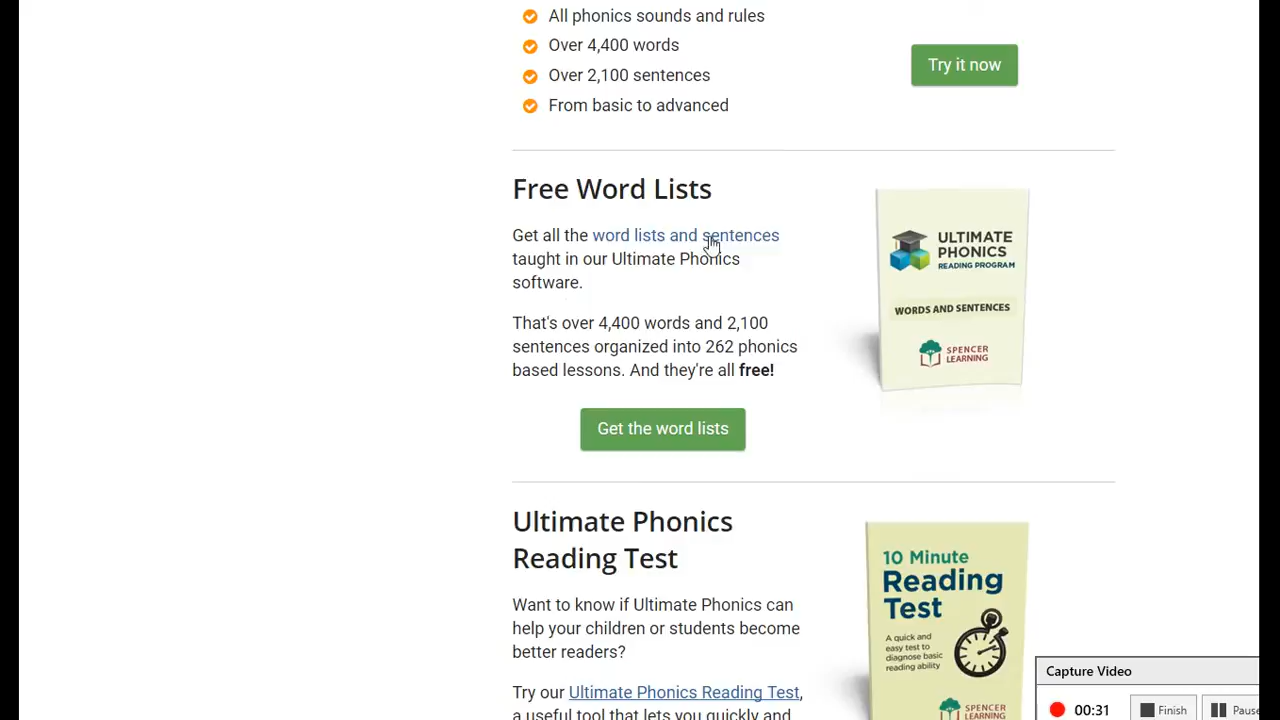 All phonics sounds and rules
Over 4,400 words
Over 2,100 sentences
From basic to advanced
Try it now
Free Word Lists
Get all the word lists and sentences
taught in our Ultimate Phonics
software.
That's over 4,400 words and 2,100
sentences organized into 262 phonics
based lessons. And they're all free!
Get the word lists
ULTIMATE
PHONICS
READING PROGRAM
WORDS AND SENTENCES
SPENCER
LEARNING
Ultimate Phonics
Reading Test
Want to know if Ultimate Phonics can
help your children or students become
better readers?
Try our Ultimate Phonics Reading Test,
a useful tool that lets you quickly and
10 Minute
Reading
Test
A quick and
easy test to
diagnose basic
reading ability
SPENCER
LEARNING
Capture Video
00:31
Finish
Pause